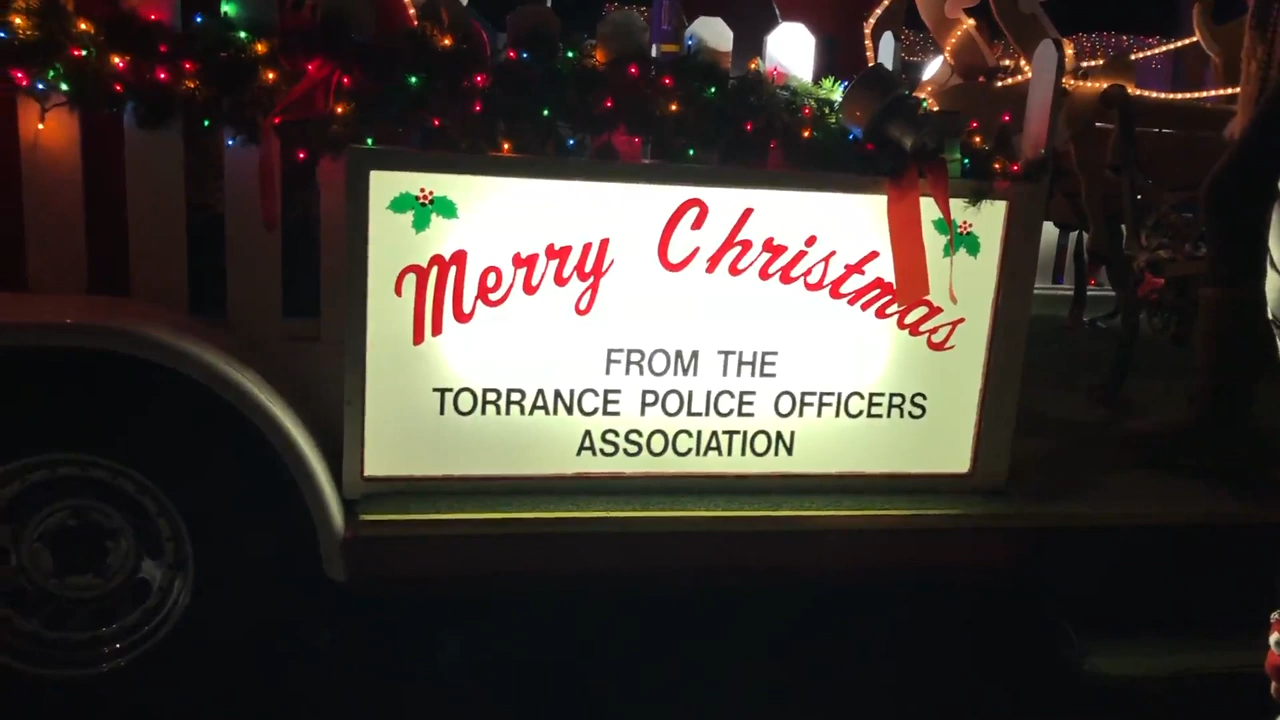 Merry Christmas
FROM THE
TORRANCE POLICE OFFICERS
ASSOCIATION